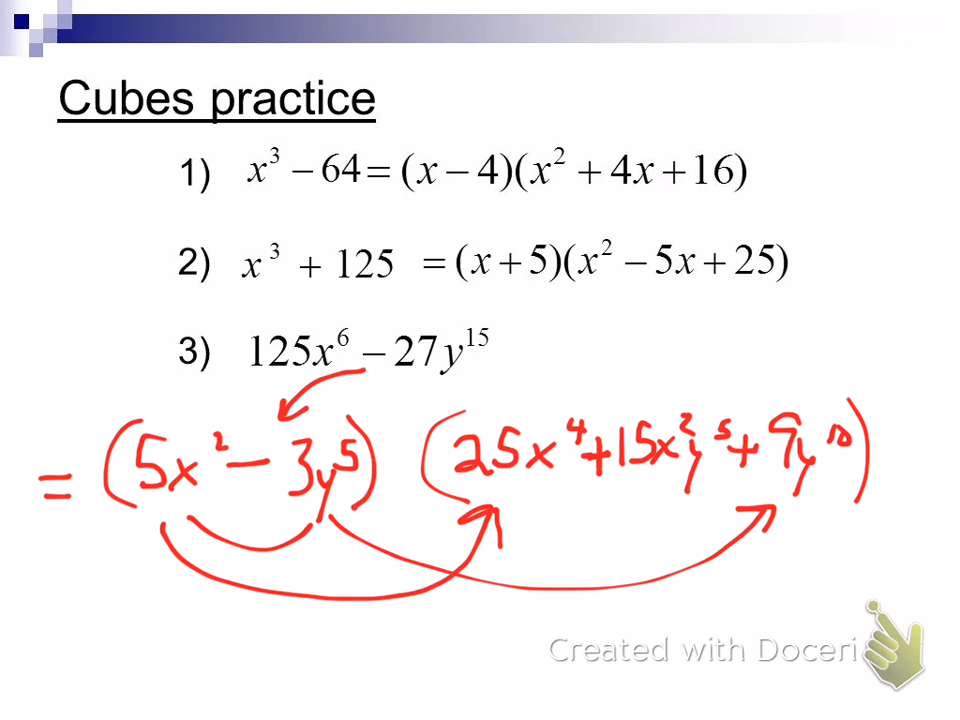 Cubes practice
1) x³ − 64 = (x − 4)(x² + 4x + 16)
2) x³ + 125 = (x + 5)(x² − 5x + 25)
3) 125x⁶ − 27y¹⁵
= (5x² − 3y⁵) (25x⁴ + 15x²y⁵ + 9y¹⁰)
Created with Doceri